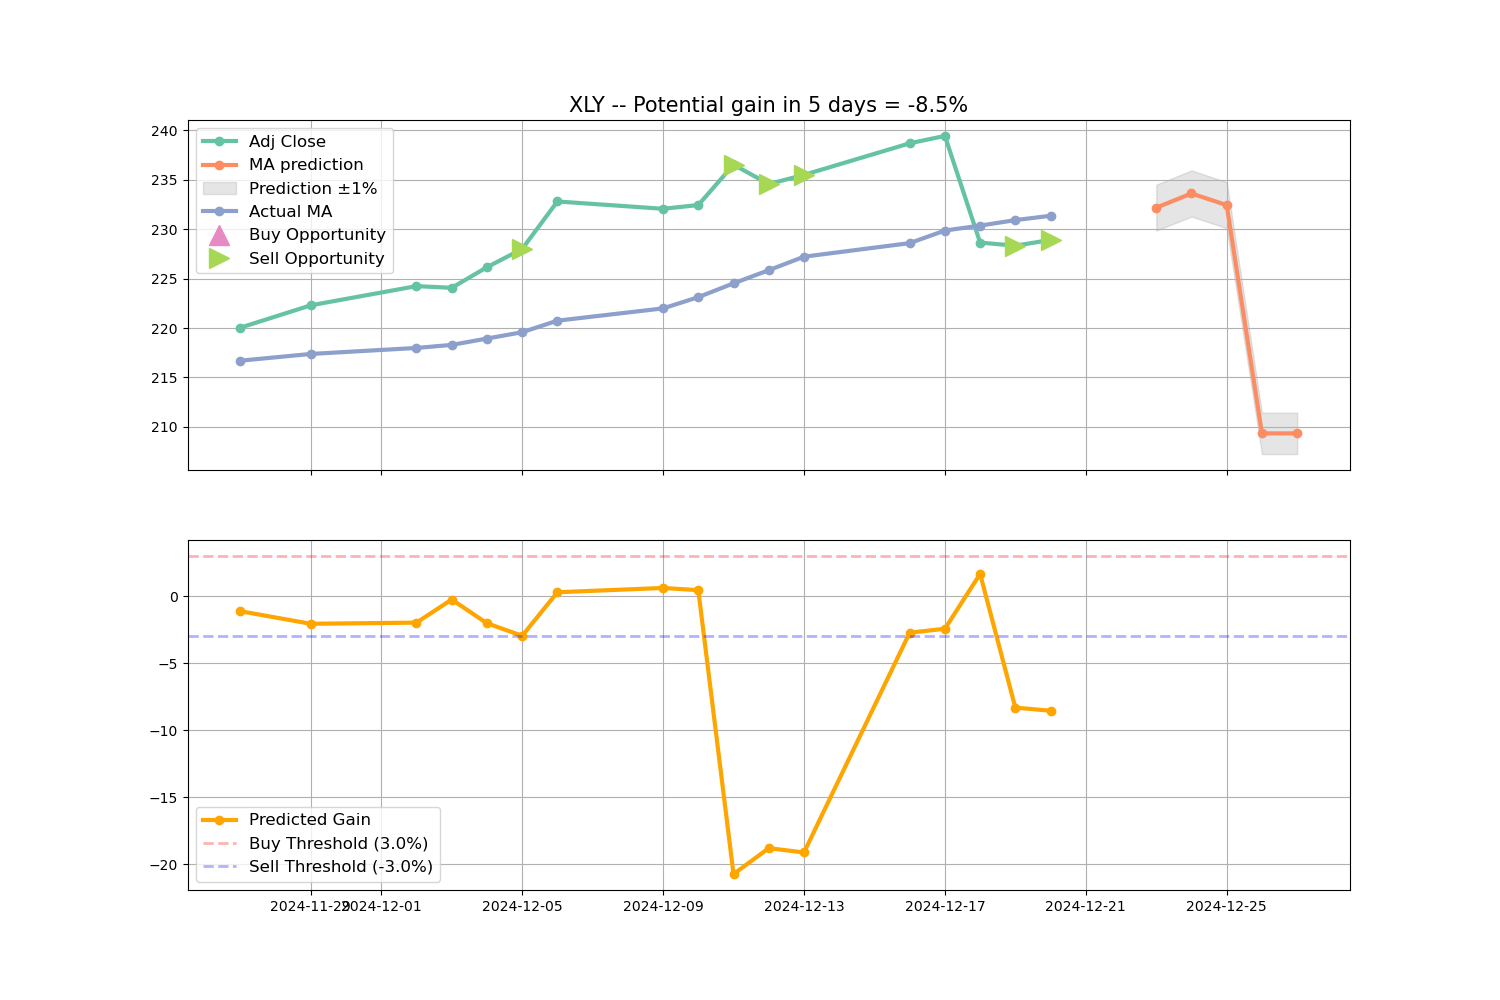 XLY -- Potential gain in 5 days = -8.5%
240
235
230
225
220
215
210
Adj Close
MA prediction
Prediction ±1%
Actual MA
Buy Opportunity
Sell Opportunity
0
−5
−10
−15
−20
Predicted Gain
Buy Threshold (3.0%)
Sell Threshold (-3.0%)
2024-11-29 2024-12-01 2024-12-05 2024-12-09 2024-12-13 2024-12-17 2024-12-21 2024-12-25